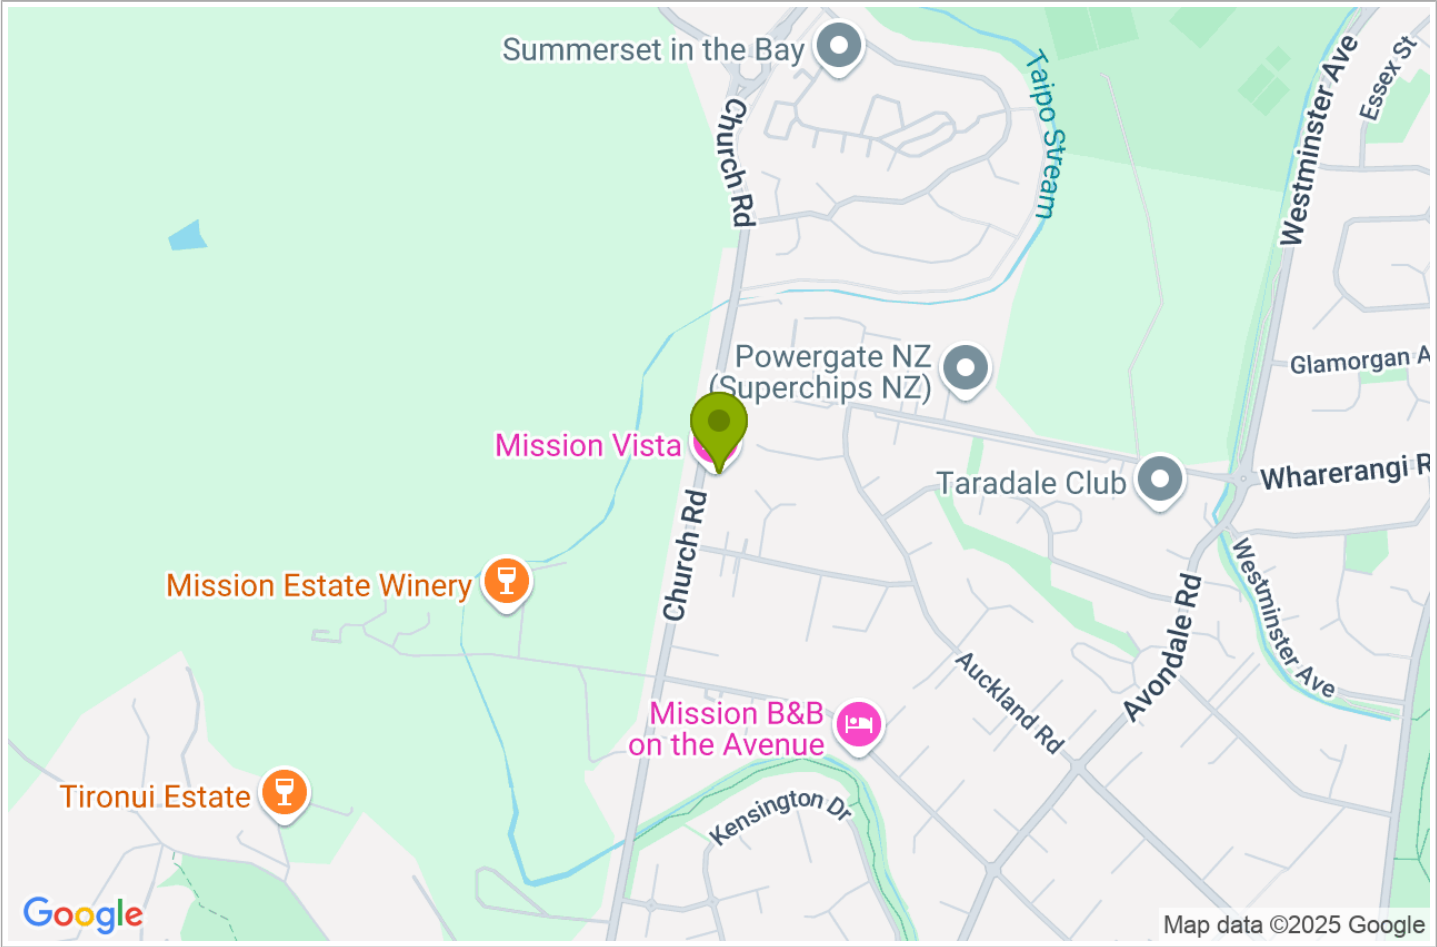 Summerset in the Bay
Taipo Stream
Westminster Ave
Essex St
Church Rd
Powergate NZ
(Superchips NZ)
Glamorgan A
Mission Vista
Taradale Club
Wharerangi R
Church Rd
Mission Estate Winery
Westminster Ave
Avondale Rd
Auckland Rd
Mission B&B
on the Avenue
Tironui Estate
Kensington Dr
Google
Map data ©2025 Google